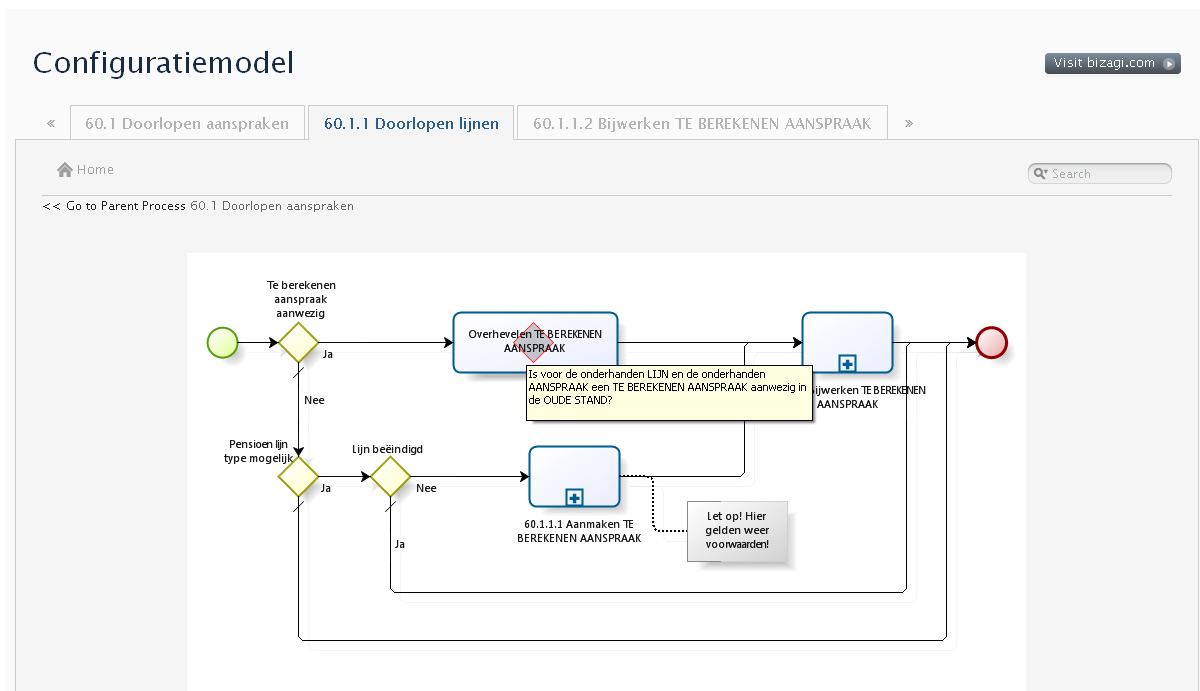 Configuratiemodel
Visit bizagi.com
« 60.1 Doorlopen aanspraken 60.1.1 Doorlopen lijnen 60.1.1.2 Bijwerken TE BEREKENEN AANSPRAAK »
Home
Search
<< Go to Parent Process 60.1 Doorlopen aanspraken
Te berekenen
aanspraak
aanwezig
Ja
Nee
Overhevelen TE BEREKENEN
AANSPRAAK
Is voor de onderhanden LIJN en de onderhanden
AANSPRAAK een TE BEREKENEN AANSPRAAK aanwezig in
de OUDE STAND?
Bijwerken TE BEREKENEN
AANSPRAAK
Pensioen lijn
type mogelijk
Ja
Lijn beëindigd
Nee
Ja
60.1.1.1 Aanmaken TE
BEREKENEN AANSPRAAK
Let op! Hier
gelden weer
voorwaarden!